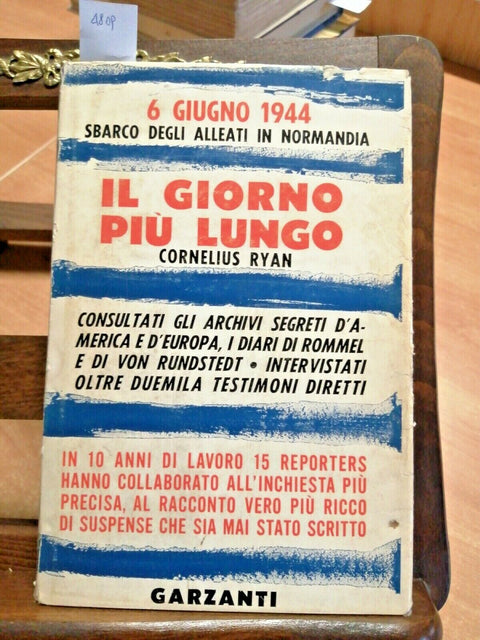 4809
6 GIUGNO 1944
SBARCO DEGLI ALLEATI IN NORMANDIA
IL GIORNO
PIÙ LUNGO
CORNELIUS RYAN
CONSULTATI GLI ARCHIVI SEGRETI D'A-
MERICA E D'EUROPA, I DIARI DI ROMMEL
E DI VON RUNDSTEDT • INTERVISTATI
OLTRE DUEMILA TESTIMONI DIRETTI
IN 10 ANNI DI LAVORO 15 REPORTERS
HANNO COLLABORATO ALL'INCHIESTA PIÙ
PRECISA, AL RACCONTO VERO PIÙ RICCO
DI SUSPENSE CHE SIA MAI STATO SCRITTO
GARZANTI